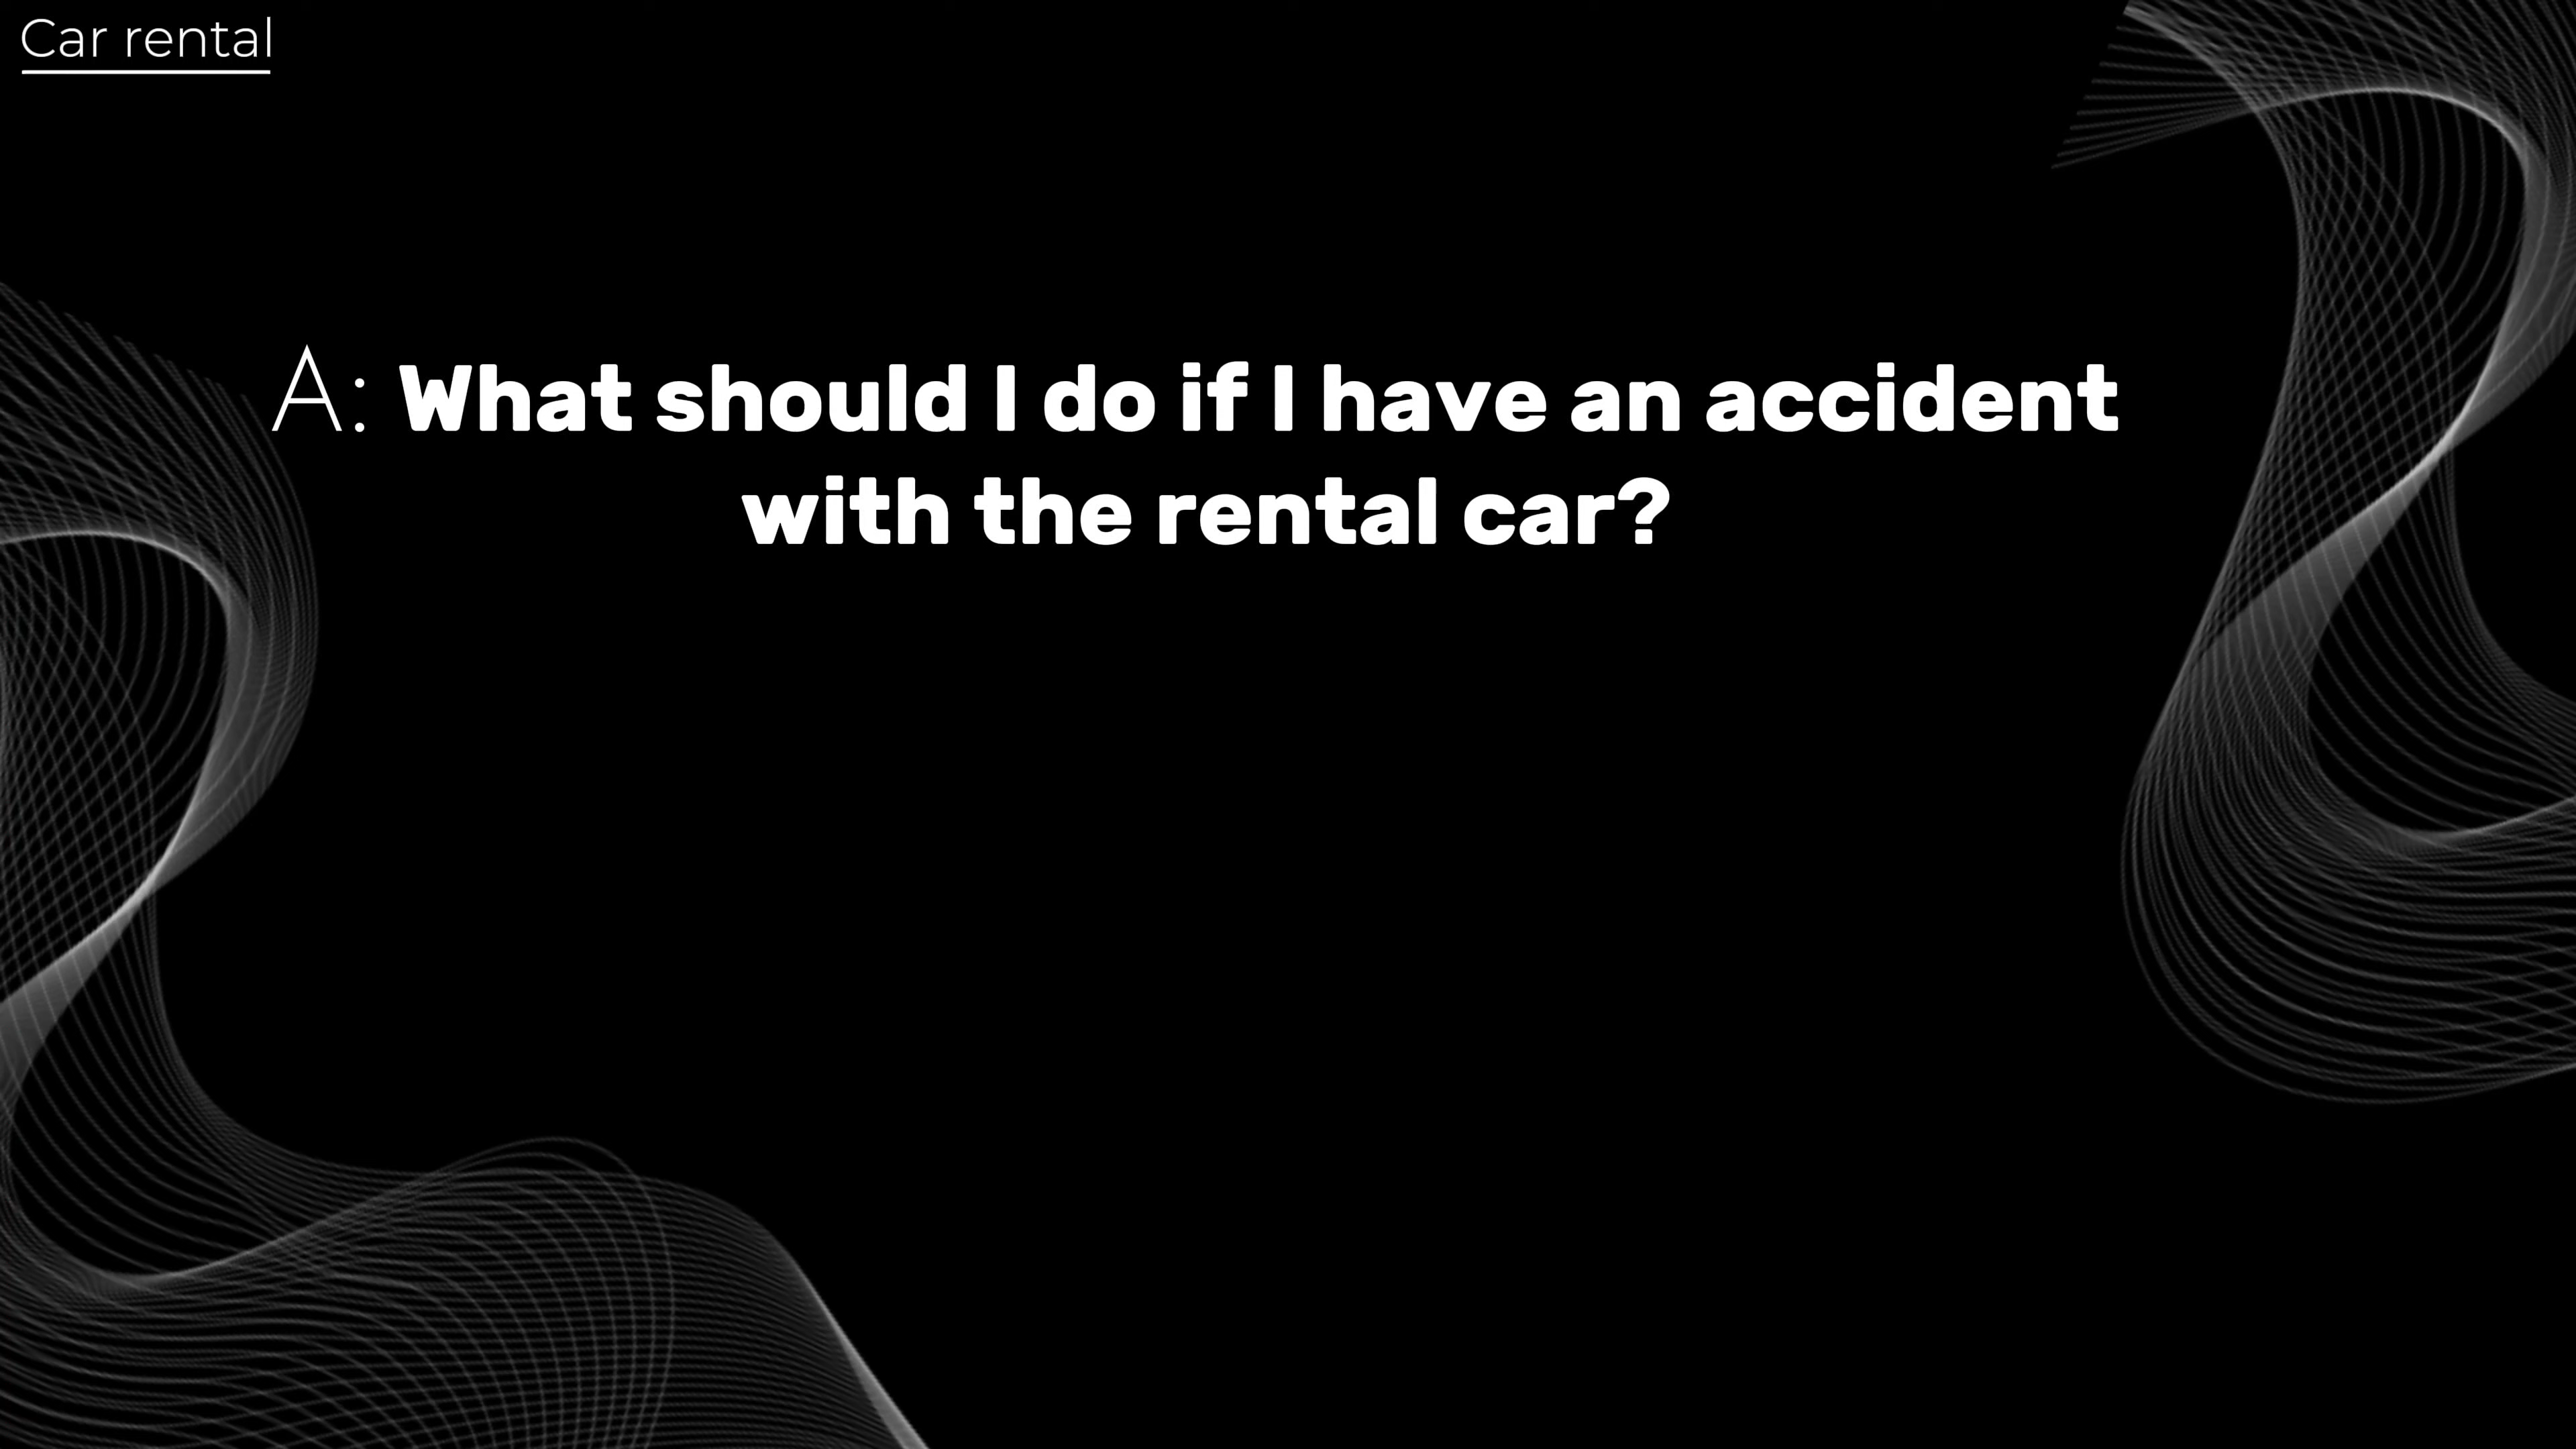 Car rental
A: What should I do if I have an accident
with the rental car?